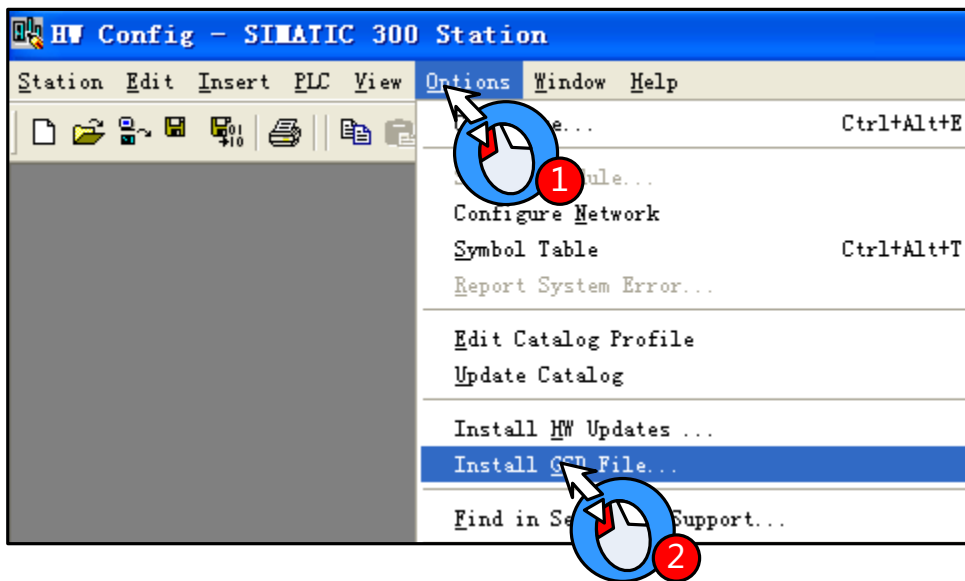 HW Config - SIMATIC 300 Station
Station Edit Insert PLC View Options Window Help
Ctrl+Alt+E
1
Configure Network
Symbol Table Ctrl+Alt+T
Report System Error...
Edit Catalog Profile
Update Catalog
Install HW Updates ...
Install GSD File...
Find in Support...
2